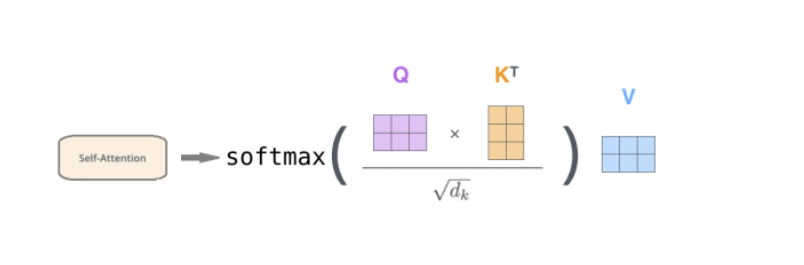 Q
Kᵀ
V
Self-Attention
softmax( × )
√dₖ